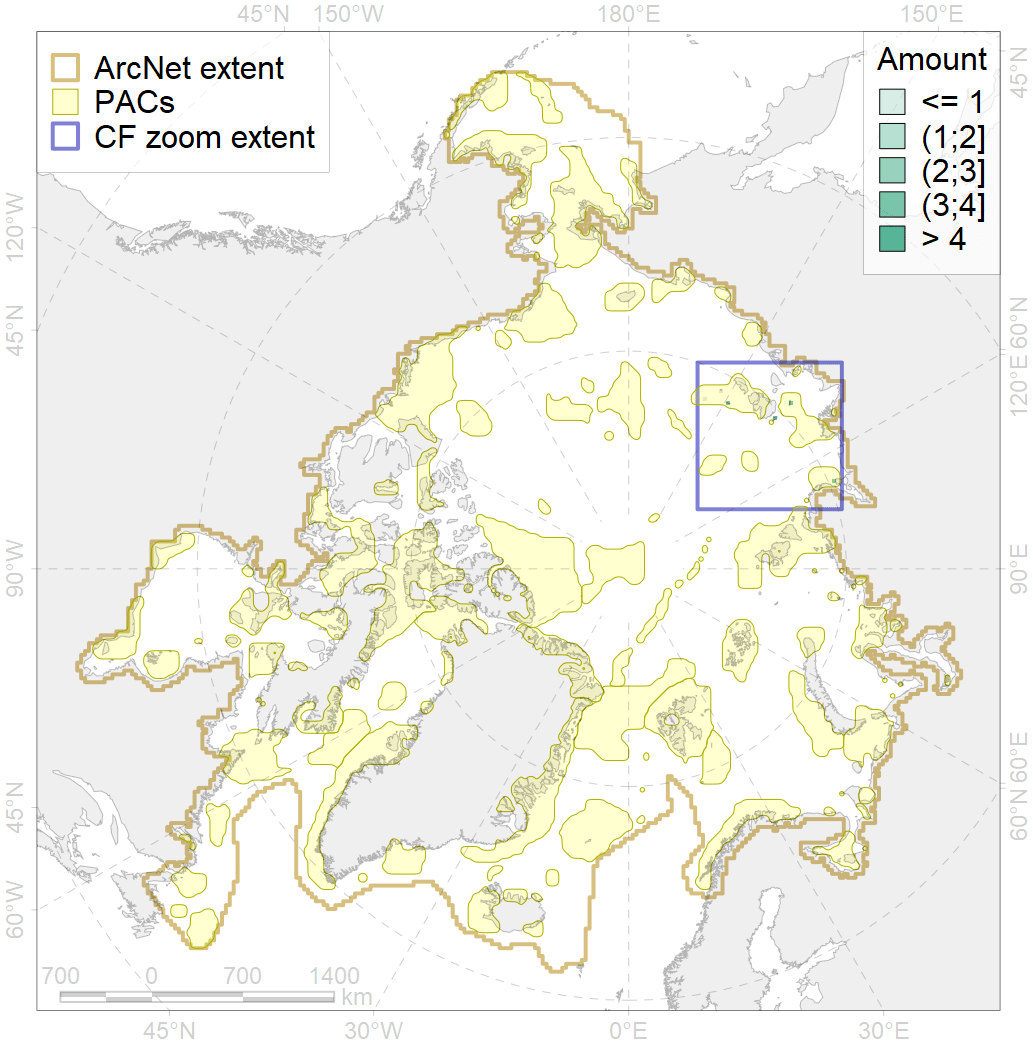 45°N 150°W 180°E 150°E
ArcNet extent
PACs
CF zoom extent
Amount
<= 1
(1;2]
(2;3]
(3;4]
> 4
45°N
120°W
60°N
45°N
120°E
90°W
90°E
45°N
60°E
60°N
60°W
700 0 700 1400
km
45°N 30°W 0°E 30°E